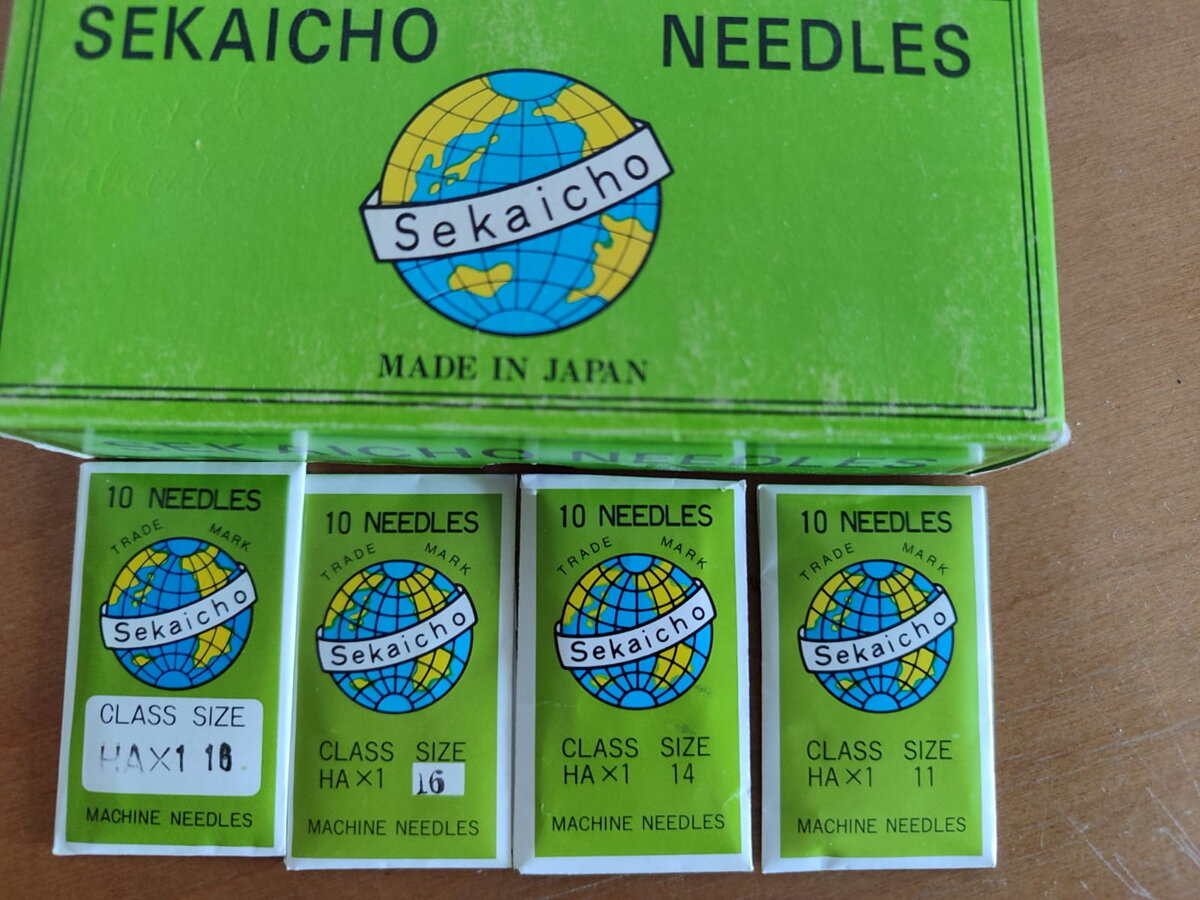 SEKAICHO NEEDLES
Sekaicho
MADE IN JAPAN
SEKAICHO NEEDLES
10 NEEDLES
TRADE MARK
Sekaicho
CLASS SIZE
HA×1
MACHINE NEEDLES
10 NEEDLES
TRADE MARK
Sekaicho
CLASS SIZE
HA×1 16
MACHINE NEEDLES
10 NEEDLES
TRADE MARK
Sekaicho
CLASS SIZE
HA×1 14
MACHINE NEEDLES
10 NEEDLES
TRADE MARK
Sekaicho
CLASS SIZE
HA×1 11
MACHINE NEEDLES